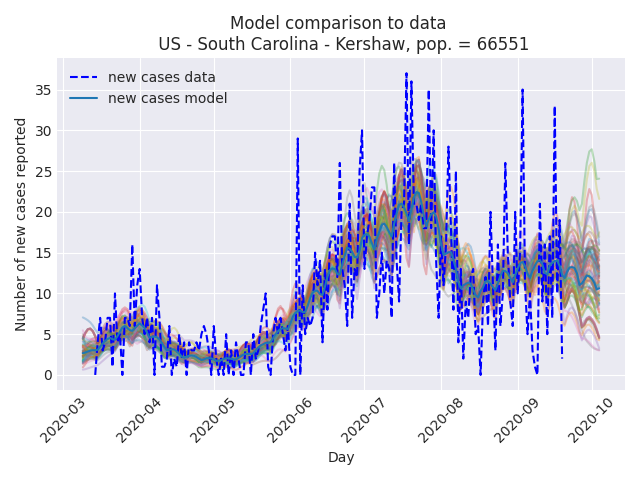 Model comparison to data
US - South Carolina - Kershaw, pop. = 66551
new cases data
new cases model
Number of new cases reported
35
30
25
20
15
10
5
0
2020-03
2020-04
2020-05
2020-06
2020-07
2020-08
2020-09
2020-10
Day